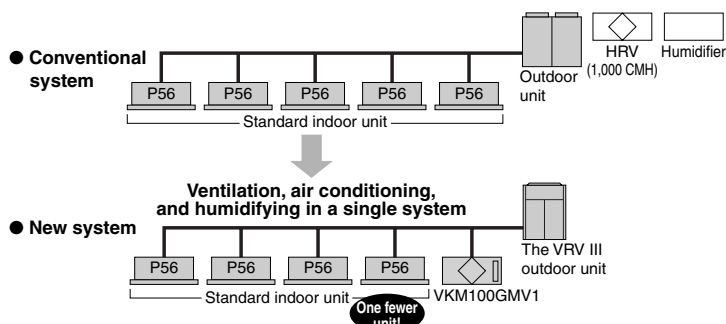 ● Conventional system
P56 P56 P56 P56 P56
Standard indoor unit
Outdoor unit
HRV (1,000 CMH)
Humidifier
Ventilation, air conditioning,
and humidifying in a single system
● New system
P56 P56 P56 P56
Standard indoor unit
One fewer unit!
VKM100GMV1
The VRV III outdoor unit